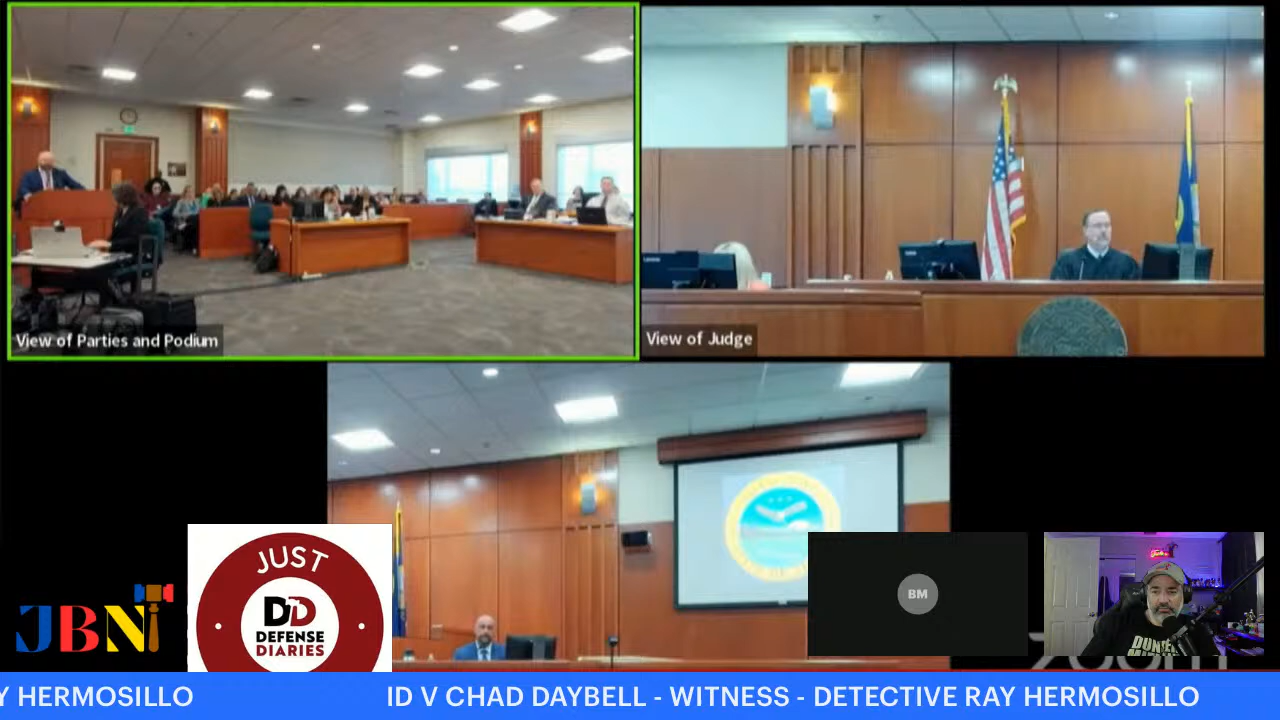 View of Parties and Podium
View of Judge
JBN
JUST
DD
DEFENSE
DIARIES
BM
zoom
Y HERMOSILLO
ID V CHAD DAYBELL - WITNESS - DETECTIVE RAY HERMOSILLO